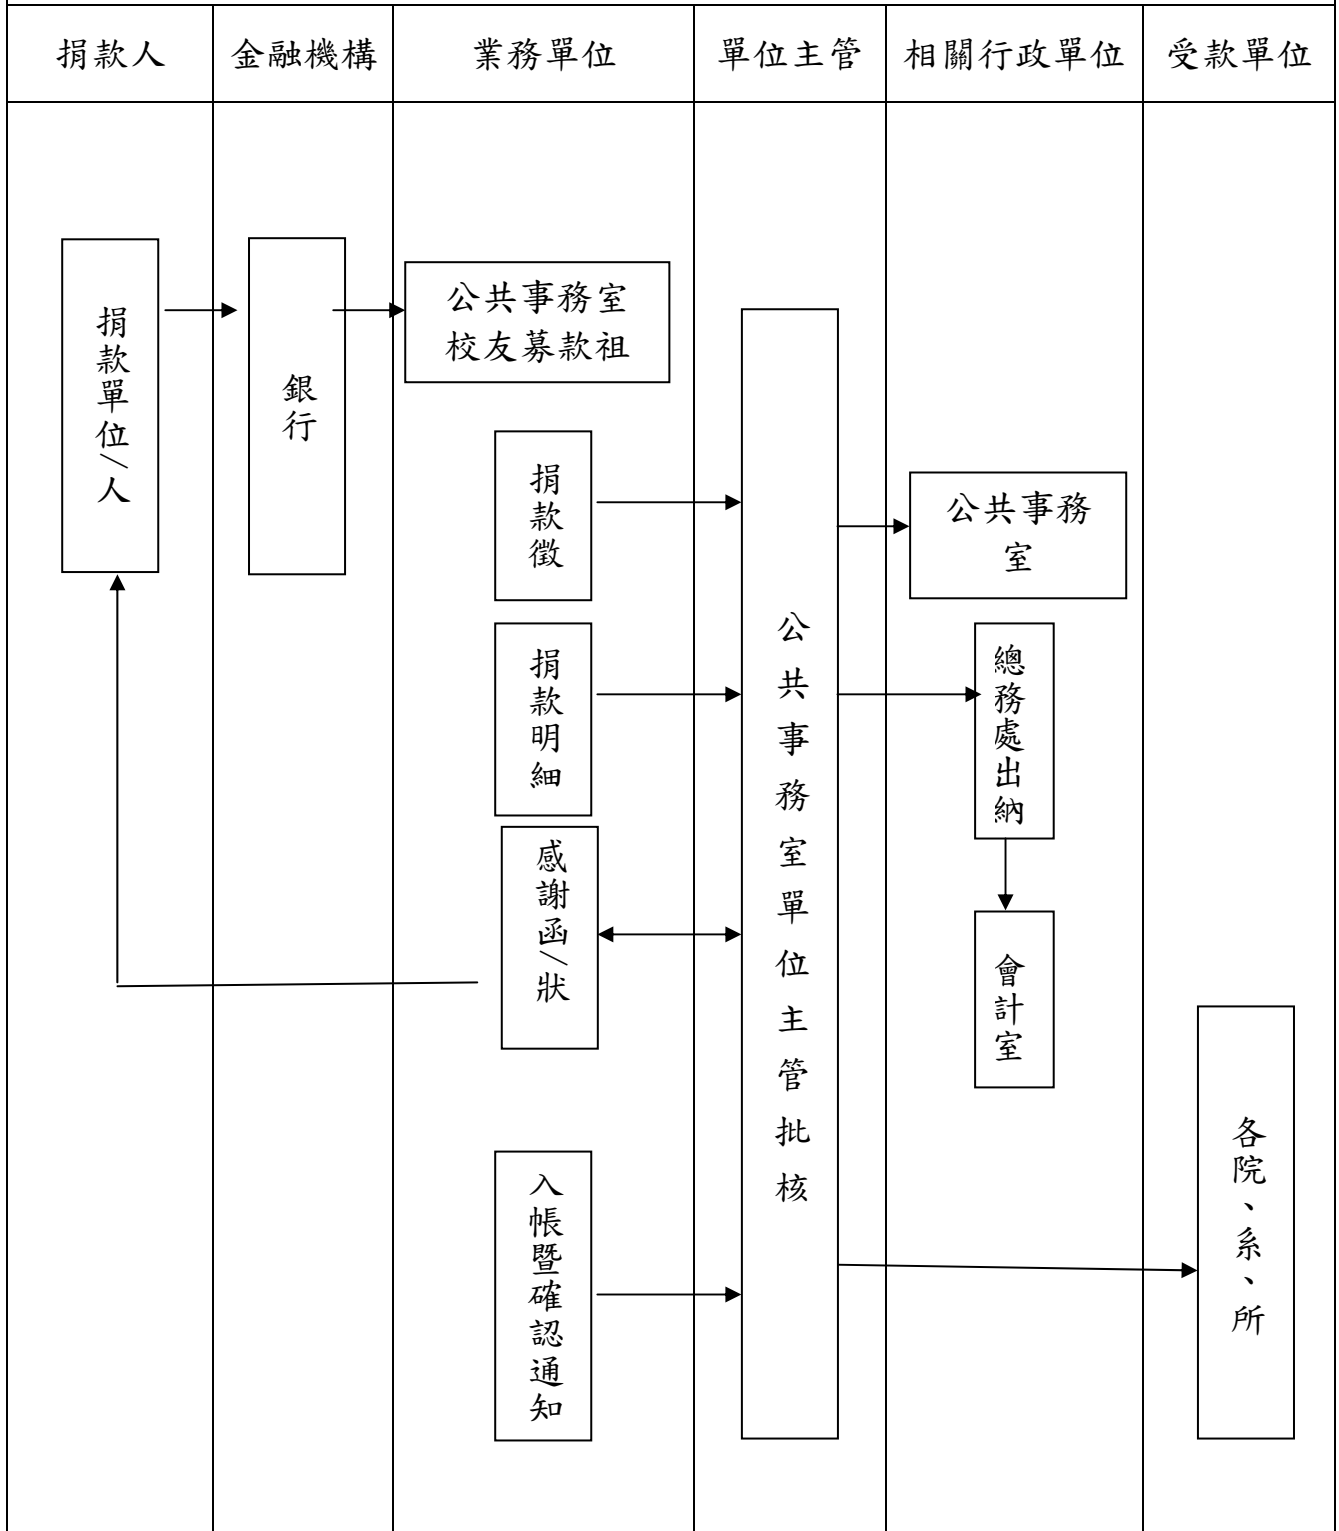 捐款人
金融機構
業務單位
單位主管
相關行政單位
受款單位
捐款單位/人
銀行
公共事務室
校友募款祖
捐款徵
捐款明細
感謝函/狀
入帳暨確認通知
公共事務室單位主管批核
公共事務
室
總務處出納
會計室
各院、系、所